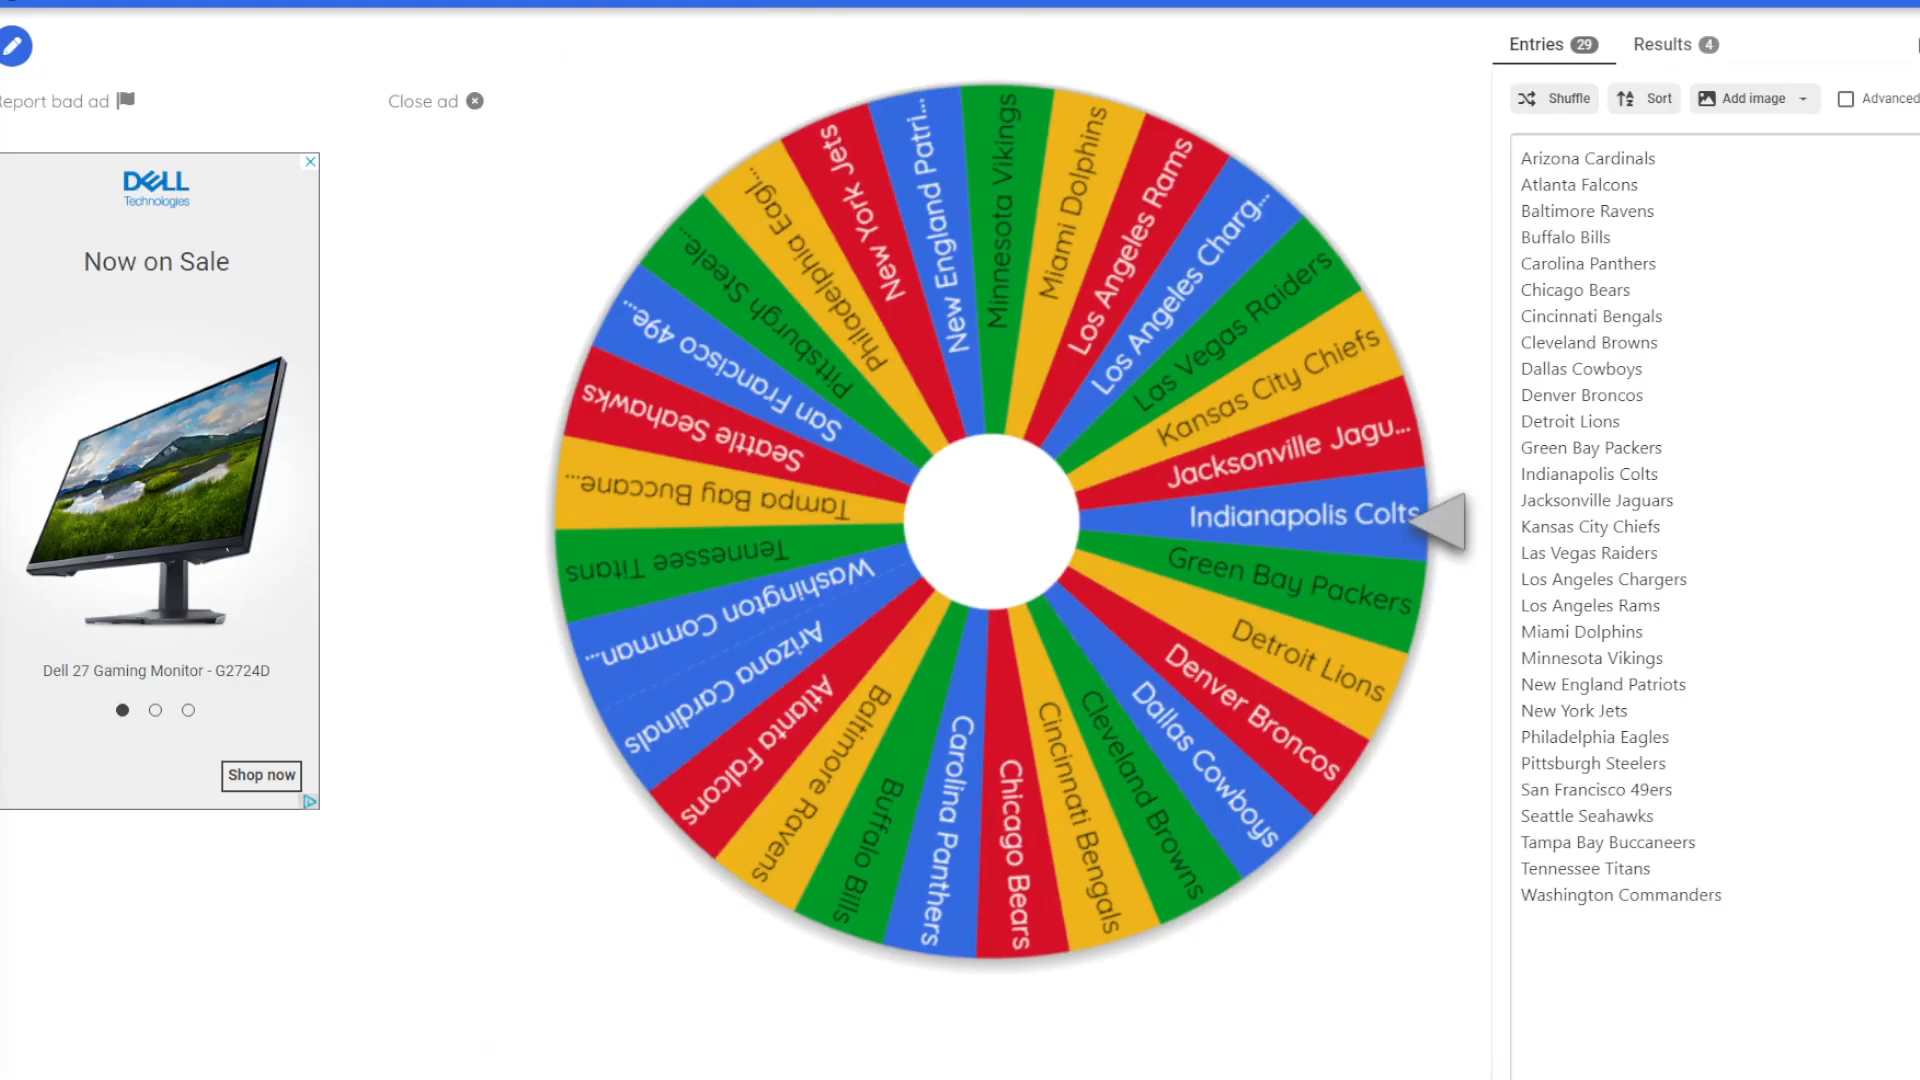 Entries 29
Results 4
Report bad ad
Close ad
Shuffle
Sort
Add image
Advanced
DELL
Technologies
Now on Sale
Dell 27 Gaming Monitor - G2724D
Shop now
Minnesota Vikings
Miami Dolphins
Los Angeles Rams
Los Angeles Charg...
Las Vegas Raiders
Kansas City Chiefs
Jacksonville Jagu...
Indianapolis Colts
Green Bay Packers
Detroit Lions
Denver Broncos
Dallas Cowboys
Cleveland Browns
Cincinnati Bengals
Chicago Bears
Carolina Panthers
Buffalo Bills
Baltimore Ravens
Atlanta Falcons
Arizona Cardinals
Washington Comman...
Tennessee Titans
Tampa Bay Buccane...
Seattle Seahawks
San Francisco 49e...
Pittsburgh Steele...
Philadelphia Eagl...
New York Jets
New England Patri...
Arizona Cardinals
Atlanta Falcons
Baltimore Ravens
Buffalo Bills
Carolina Panthers
Chicago Bears
Cincinnati Bengals
Cleveland Browns
Dallas Cowboys
Denver Broncos
Detroit Lions
Green Bay Packers
Indianapolis Colts
Jacksonville Jaguars
Kansas City Chiefs
Las Vegas Raiders
Los Angeles Chargers
Los Angeles Rams
Miami Dolphins
Minnesota Vikings
New England Patriots
New York Jets
Philadelphia Eagles
Pittsburgh Steelers
San Francisco 49ers
Seattle Seahawks
Tampa Bay Buccaneers
Tennessee Titans
Washington Commanders